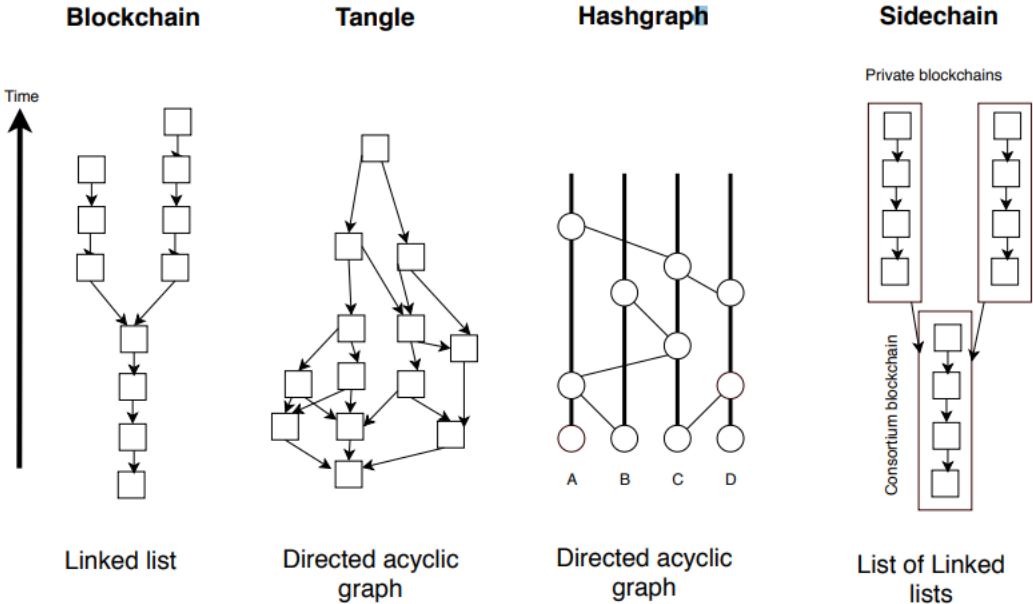 Blockchain
Tangle
Hashgraph
Sidechain
Private blockchains
Time
Consortium blockchain
A
B
C
D
Linked list
Directed acyclic
graph
Directed acyclic
graph
List of Linked
lists